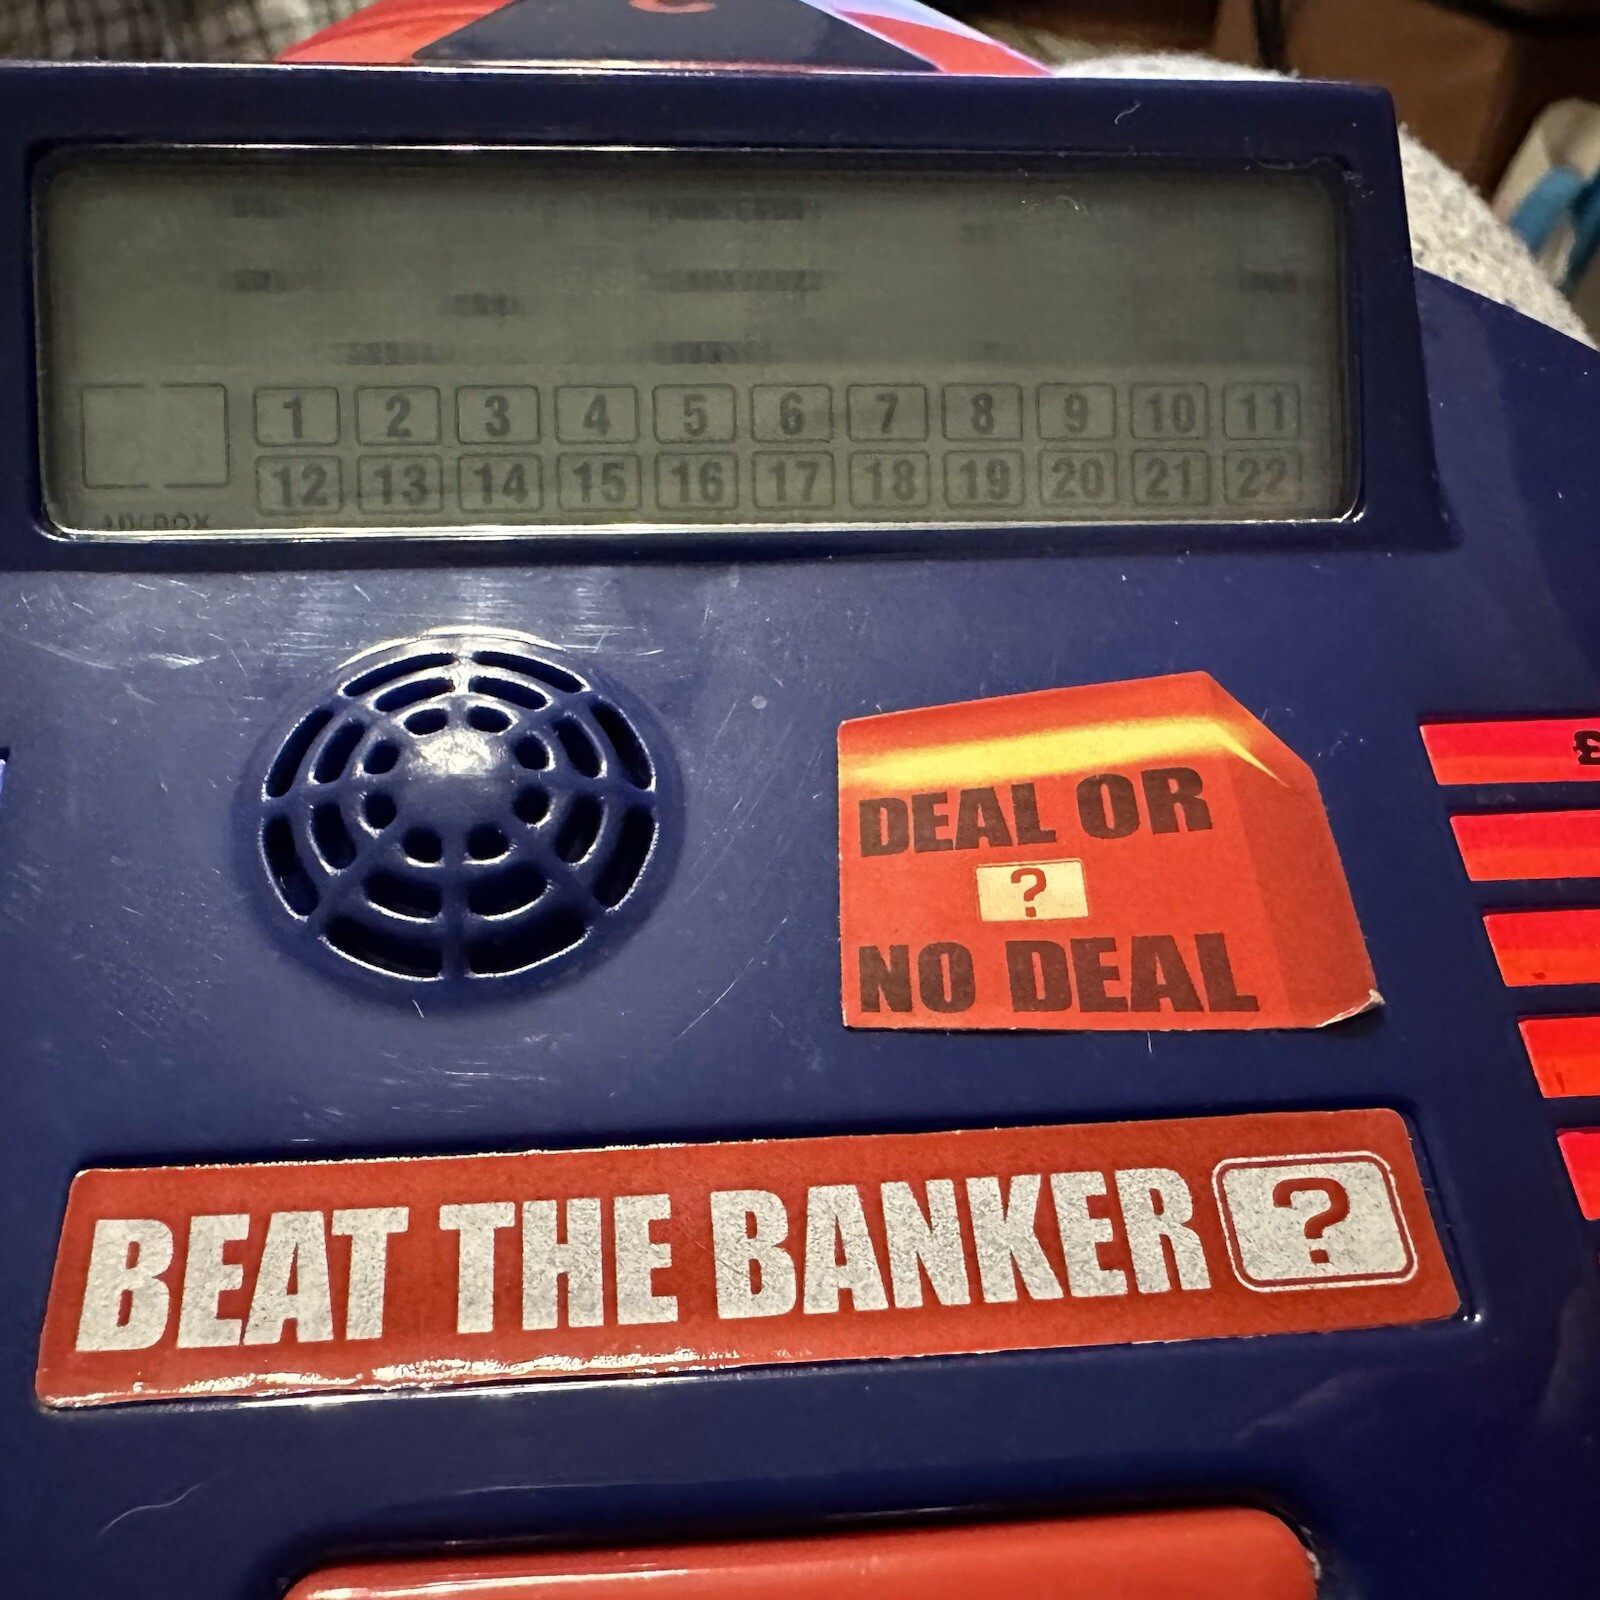 1 2 3 4 5 6 7 8 9 10 11
12 13 14 15 16 17 18 19 20 21 22
DEAL OR
?
NO DEAL
£
BEAT THE BANKER ?